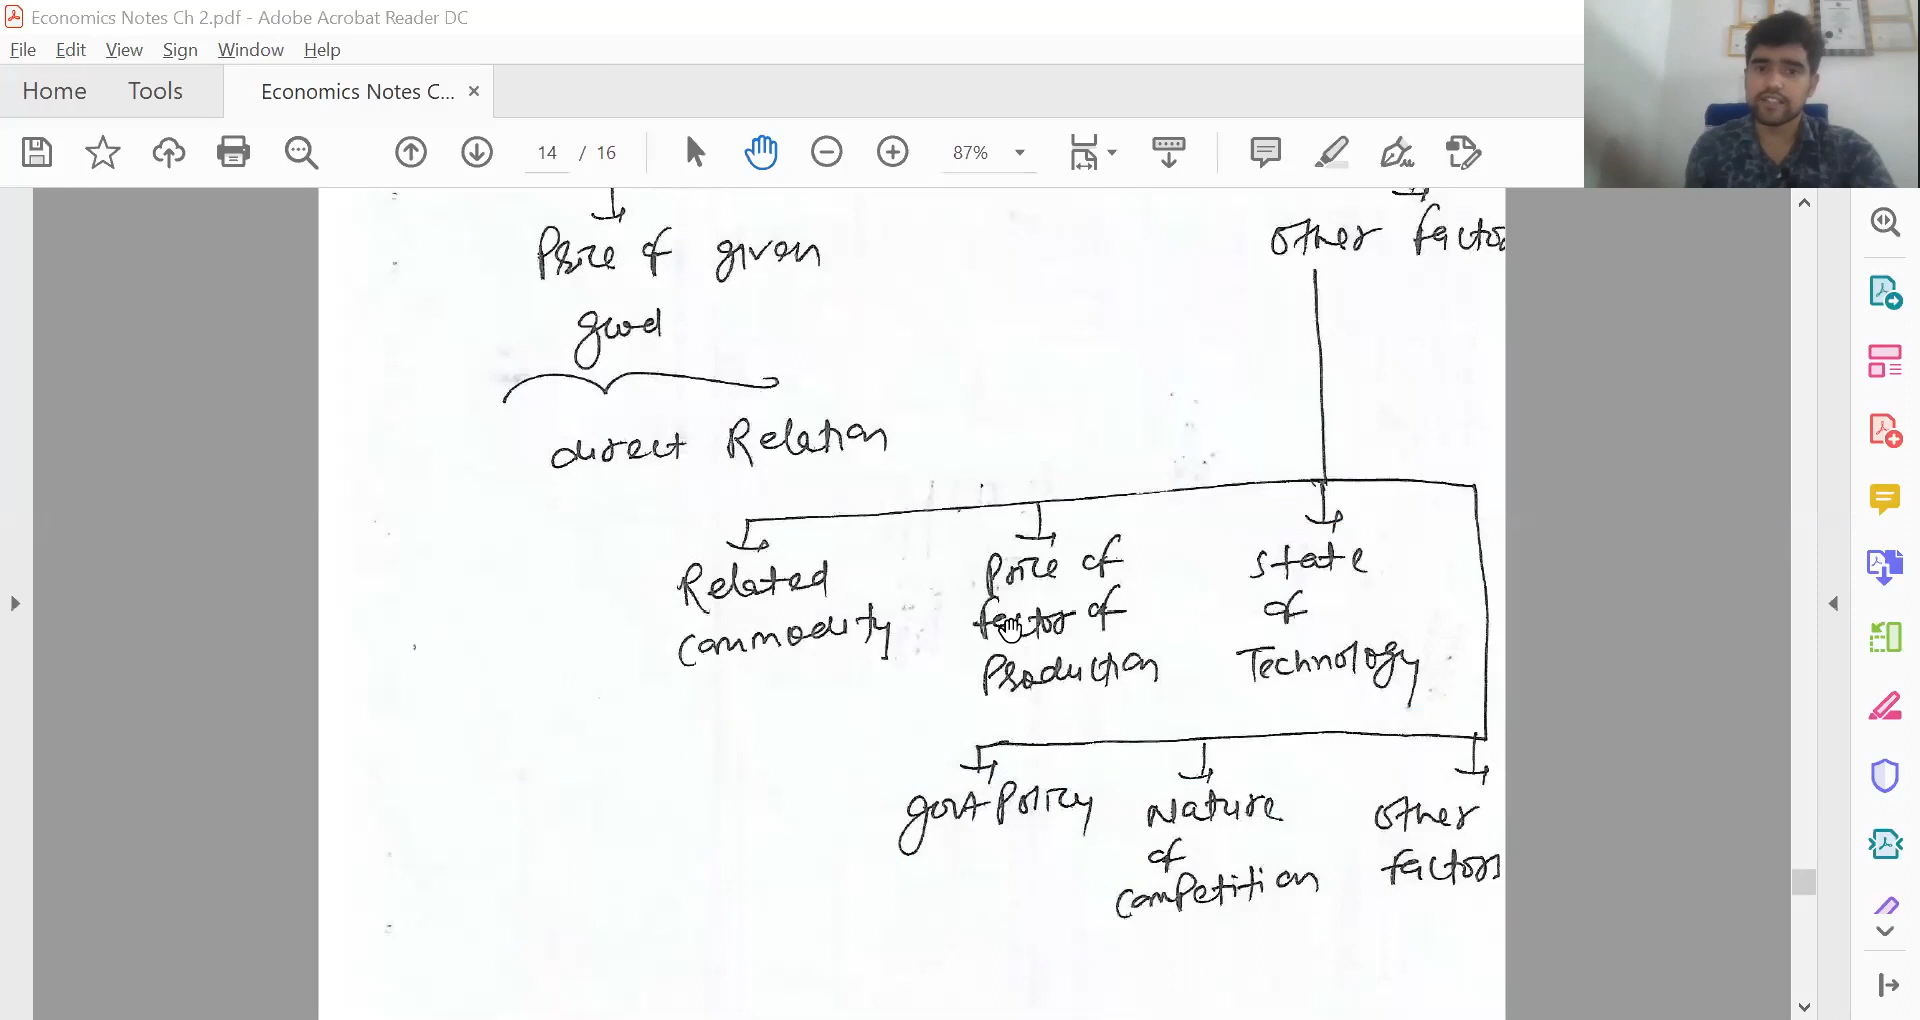 Economics Notes Ch 2.pdf - Adobe Acrobat Reader DC
File Edit View Sign Window Help
Home Tools Economics Notes C... ×
14 / 16 87%
Price of given
good
direct Relation
other factors
Related
commodity
Price of
factor of
Production
State
of
Technology
govt Policy
Nature
of
competition
other
factors